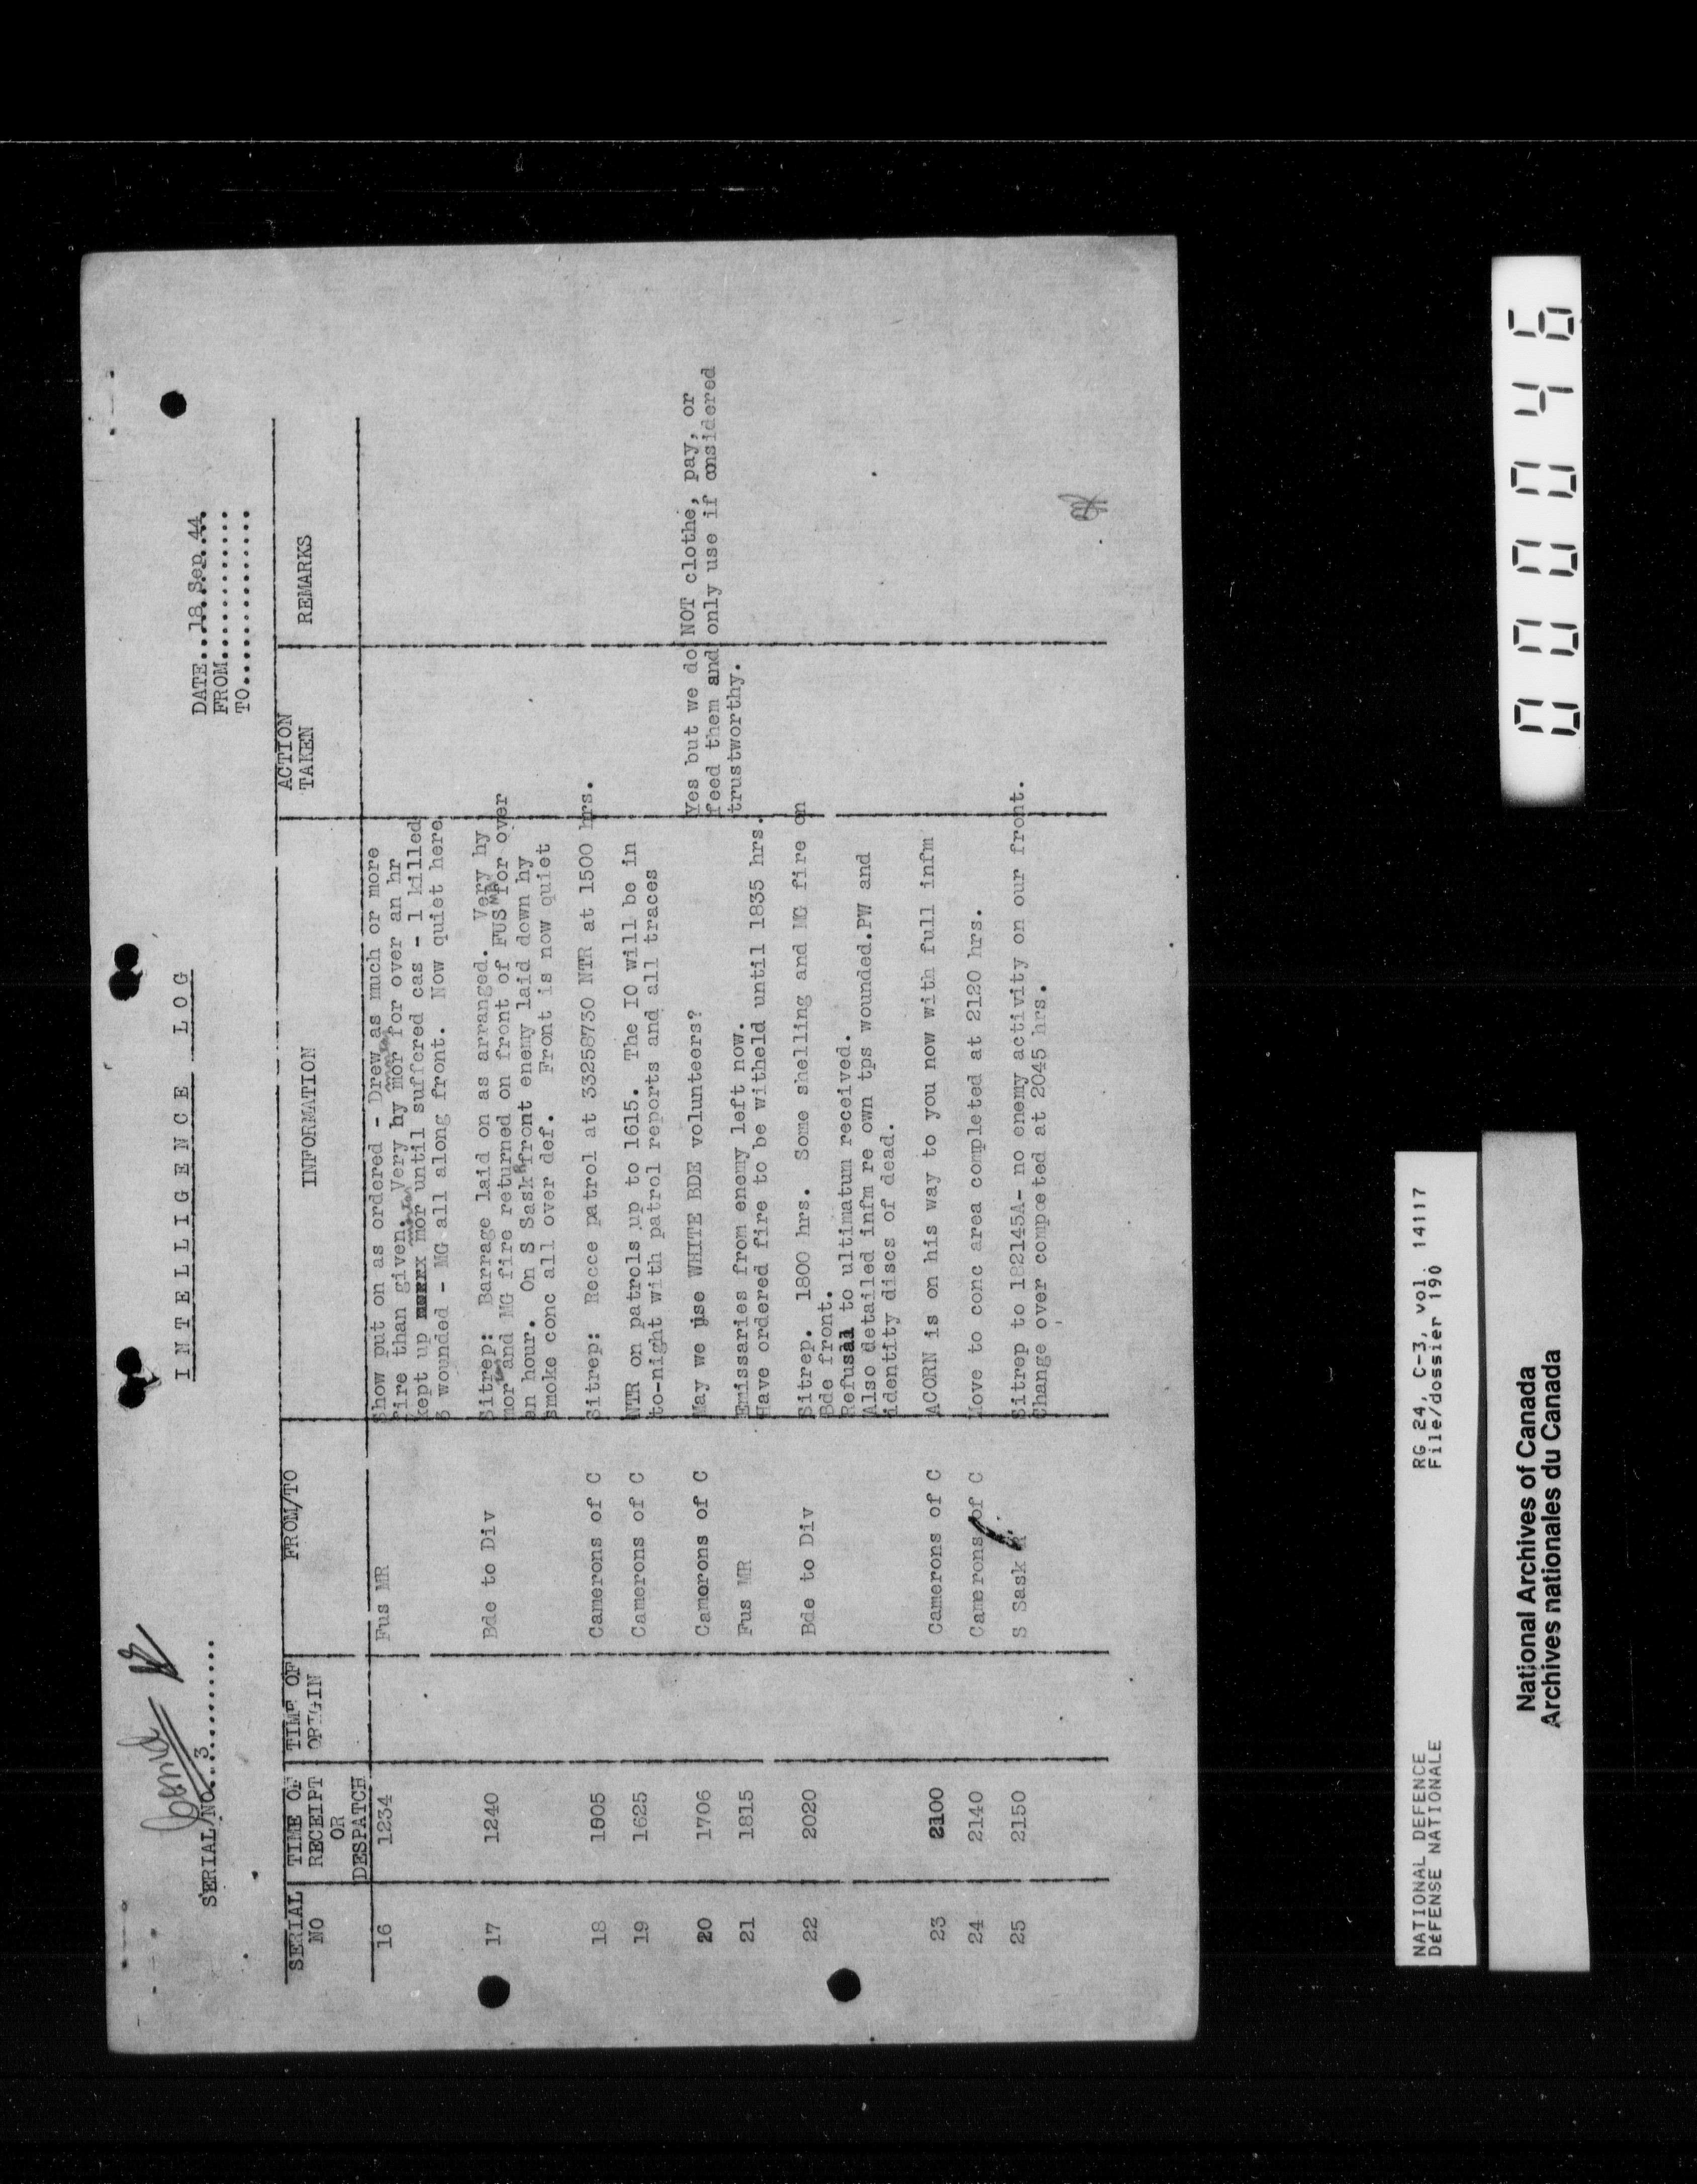 INTELLIGENCE LOG
SERIAL NO...3...........
DATE..18 Sep 44
FROM............
TO..............
SERIAL NO
TIME OF RECEIPT OR DESPATCH
TIME OF ORIGIN
FROM/TO
INFORMATION
ACTION TAKEN
REMARKS
16 1234 Fus MR Show put on as ordered - Drew as much or more
fire than given. Very hy mor for over an hr
kept up mor until suffered cas - 1 killed
3 wounded - MG all along front. Now quiet here
17 1240 Bde to Div Sitrep: Barrage laid on as arranged. Very hy
mor and MG fire returned on front of FUS MR for over
an hour. On S Sask R front enemy laid down hy
smoke conc all over def. Front is now quiet
18 1605 Camerons of C Sitrep: Recce patrol at 33258730 NTR at 1500 hrs.
19 1625 Camerons of C NTR on patrols up to 1615. The IO will be in
to-night with patrol reports and all traces
20 1706 Camerons of C May we use WHITE BDE volunteers? Yes but we do NOT clothe, pay, or
feed them and only use if considered
trustworthy.
21 1815 Fus MR Emissaries from enemy left now.
Have ordered fire to be witheld until 1835 hrs.
22 2020 Bde to Div Sitrep. 1800 hrs. Some shelling and MG fire on
Bde front.
Refusal to ultimatum received.
Also detailed infm re own tps wounded.PW and
identity discs of dead.
23 2100 Camerons of C ACORN is on his way to you now with full infm
24 2140 Camerons of C Move to conc area completed at 2120 hrs.
25 2150 S Sask R Sitrep to 182145A- no enemy activity on our front.
Change over compoeted at 2045 hrs.
NATIONAL DEFENCE RG 24, C-3, vol. 14117
DÉFENSE NATIONALE File/dossier 190
National Archives of Canada
Archives nationales du Canada
0000046